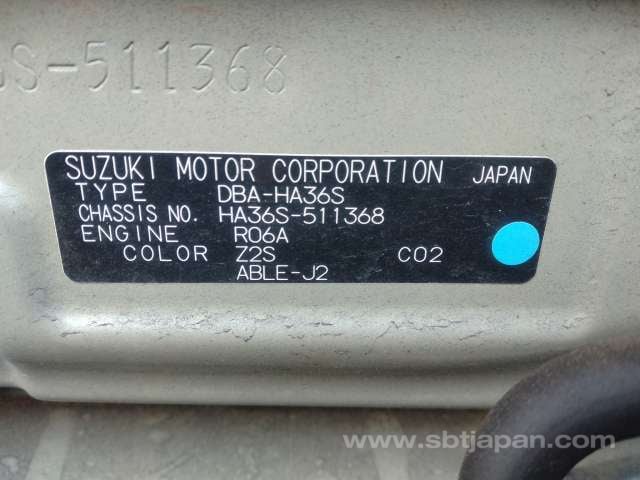 6S-511368
SUZUKI MOTOR CORPORATION JAPAN
TYPE DBA-HA36S
CHASSIS NO. HA36S-511368
ENGINE R06A
COLOR Z2S C02
ABLE-J2
www.sbtjapan.com